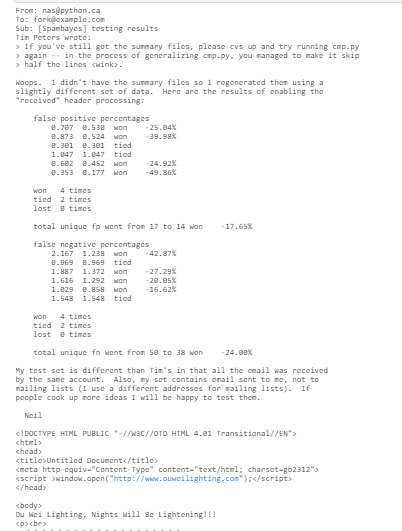 From: nas@python.ca
To: fork@example.com
Sub: [Spambayes] testing results
Tim Peters wrote:
> If you've still got the summary files, please cvs up and try running cmp.py
> again -- in the process of generalizing cmp.py, you managed to make it skip
> half the lines <wink>.

Woops.  I didn't have the summary files so I regenerated them using a
slightly different set of data.  Here are the results of enabling the
"received" header processing:

    false positive percentages
        0.707  0.530  won     -25.04%
        0.873  0.524  won     -39.98%
        0.301  0.301  tied
        1.047  1.047  tied
        0.602  0.452  won     -24.92%
        0.353  0.177  won     -49.86%

    won   4 times
    tied  2 times
    lost  0 times

    total unique fp went from 17 to 14 won     -17.65%

    false negative percentages
        2.167  1.238  won     -42.87%
        0.969  0.969  tied
        1.887  1.372  won     -27.29%
        1.616  1.292  won     -20.05%
        1.029  0.858  won     -16.62%
        1.548  1.548  tied

    won   4 times
    tied  2 times
    lost  0 times

    total unique fn went from 50 to 38 won     -24.00%

My test set is different than Tim's in that all the email was received
by the same account.  Also, my set contains email sent to me, not to
mailing lists (I use a different addresses for mailing lists).  If
people cook up more ideas I will be happy to test them.

  Neil

<!DOCTYPE HTML PUBLIC "-//W3C//DTD HTML 4.01 Transitional//EN">
<html>
<head>
<title>Untitled Document</title>
<meta http-equiv="Content-Type" content="text/html; charset=gb2312">
<script >window.open("http://www.ouweilighting.com");</script>
</head>

<body>
Ou Wei Lighting, Nights Will Be Lightening!!!
<p><br>